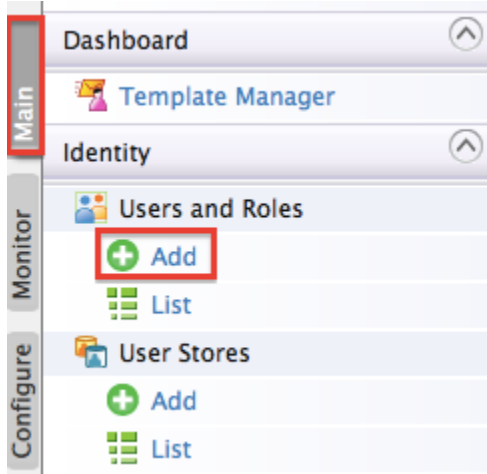 Main
Monitor
Configure
Dashboard
Template Manager
Identity
Users and Roles
Add
List
User Stores
Add
List